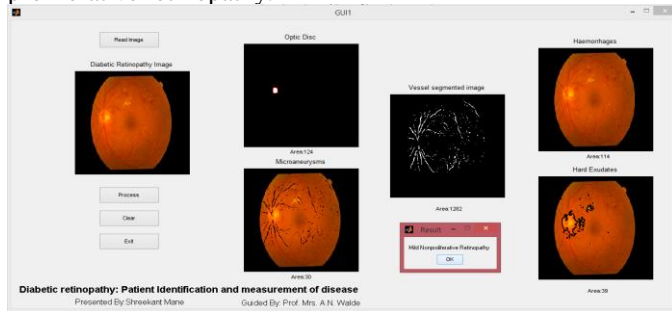 GUI1
Read Image
Diabetic Retinopathy Image
Process
Clear
Exit
Optic Disc
Area:124
Microaneurysms
Area:30
Vessel segmented image
Area:1282
Result
Mild Nonproliferative Retinopathy
OK
Haemorrhages
Area:114
Hard Exudates
Area:39
Diabetic retinopathy: Patient Identification and measurement of disease
Presented By:Shreekant Mane
Guided By: Prof. Mrs. A N. Walde